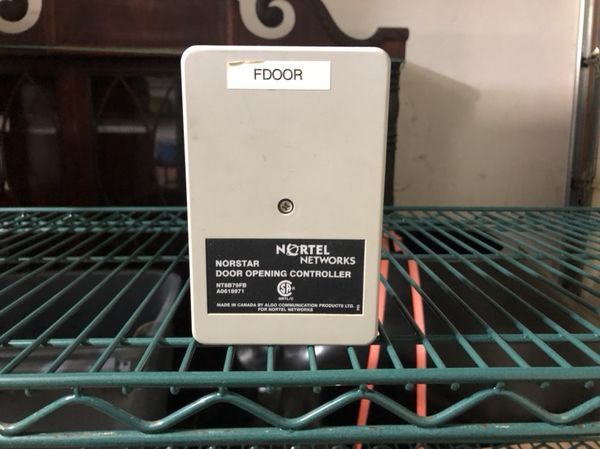 FDOOR
NORTEL
NETWORKS
NORSTAR
DOOR OPENING CONTROLLER
NT8B79FB
A0618971
MADE IN CANADA BY ALGO COMMUNICATION PRODUCTS LTD.
FOR NORTEL NETWORKS